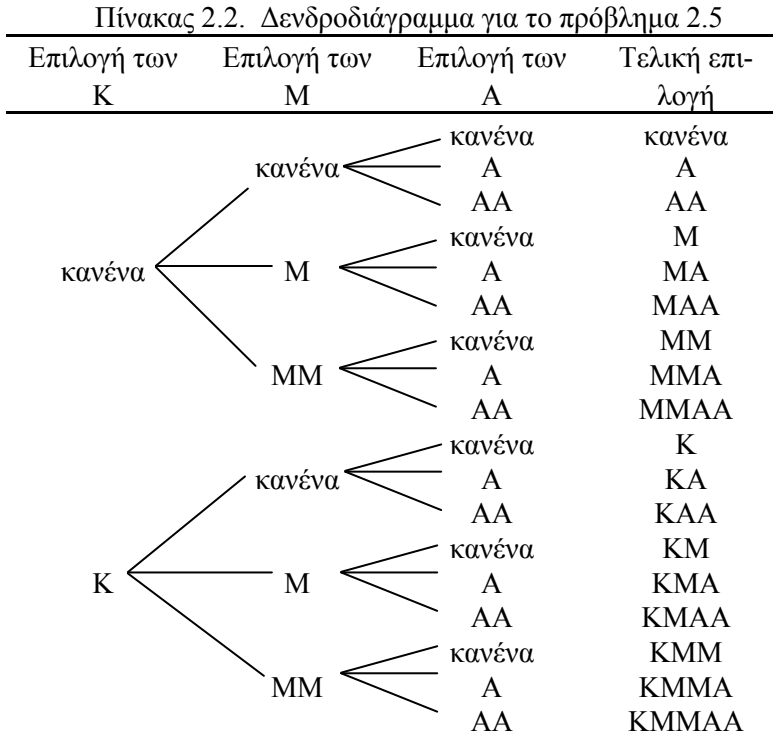 Πίνακας 2.2. Δενδροδιάγραμμα για το πρόβλημα 2.5
Επιλογή των Επιλογή των Επιλογή των Τελική επι-
Κ Μ Α λογή
κανένα κανένα
κανένα Α Α
ΑΑ ΑΑ
κανένα Μ
κανένα Μ Α ΜΑ
ΑΑ ΜΑΑ
κανένα ΜΜ
ΜΜ Α ΜΜΑ
ΑΑ ΜΜΑΑ
κανένα Κ
κανένα Α ΚΑ
ΑΑ ΚΑΑ
κανένα ΚΜ
Κ Μ Α ΚΜΑ
ΑΑ ΚΜΑΑ
κανένα ΚΜΜ
ΜΜ Α ΚΜΜΑ
ΑΑ ΚΜΜΑΑ